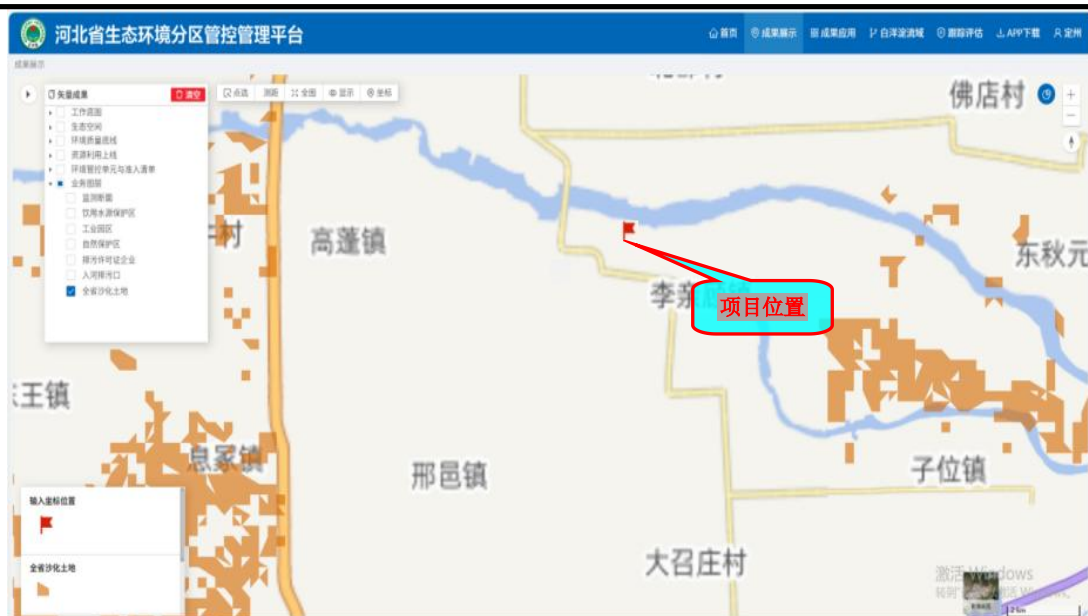 河北省生态环境分区管控管理平台
首页 成果展示 成果应用 白洋淀流域 跟踪评估 APP下载 定州
成果展示
矢量成果 清空
点选 测距 全图 显示 坐标
工作底图
生态空间
环境质量底线
资源利用上线
环境管控单元与准入清单
业务图层
监测断面
饮用水源保护区
工业园区
自然保护区
排污许可证企业
入河排污口
全省沙化土地
佛店村
高蓬镇
东秋元
李亲
项目位置
王镇
息冢镇
邢邑镇
子位镇
大召庄村
输入坐标位置
全省沙化土地
激活 Windows